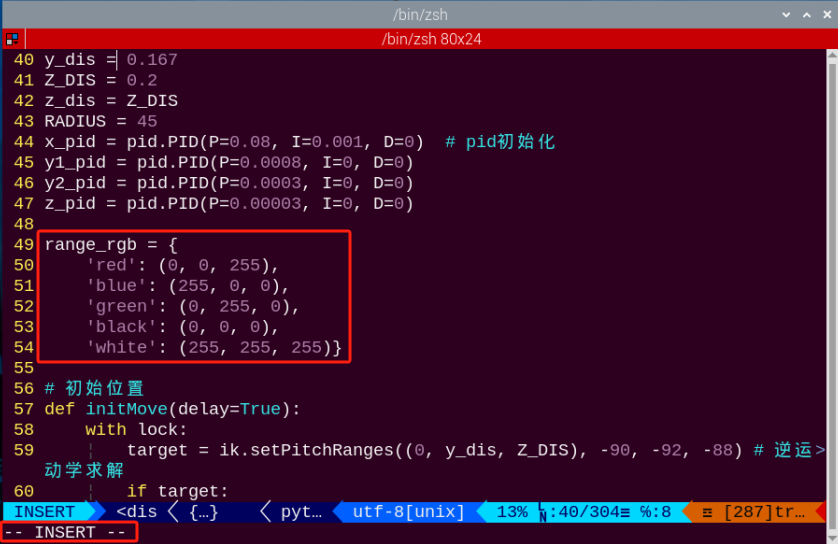 /bin/zsh
/bin/zsh 80x24
40 y_dis = 0.167
41 Z_DIS = 0.2
42 z_dis = Z_DIS
43 RADIUS = 45
44 x_pid = pid.PID(P=0.08, I=0.001, D=0)  # pid初始化
45 y1_pid = pid.PID(P=0.0008, I=0, D=0)
46 y2_pid = pid.PID(P=0.0003, I=0, D=0)
47 z_pid = pid.PID(P=0.00003, I=0, D=0)
48
49 range_rgb = {
50     'red': (0, 0, 255),
51     'blue': (255, 0, 0),
52     'green': (0, 255, 0),
53     'black': (0, 0, 0),
54     'white': (255, 255, 255)}
55
56 # 初始位置
57 def initMove(delay=True):
58     with lock:
59     ¦   target = ik.setPitchRanges((0, y_dis, Z_DIS), -90, -92, -88) # 逆运>
动学求解
60     ¦   if target:
INSERT <dis {…} pyt… utf-8[unix] 13% ␤:40/304≡ ℅:8 ☲ [287]tr…
-- INSERT --